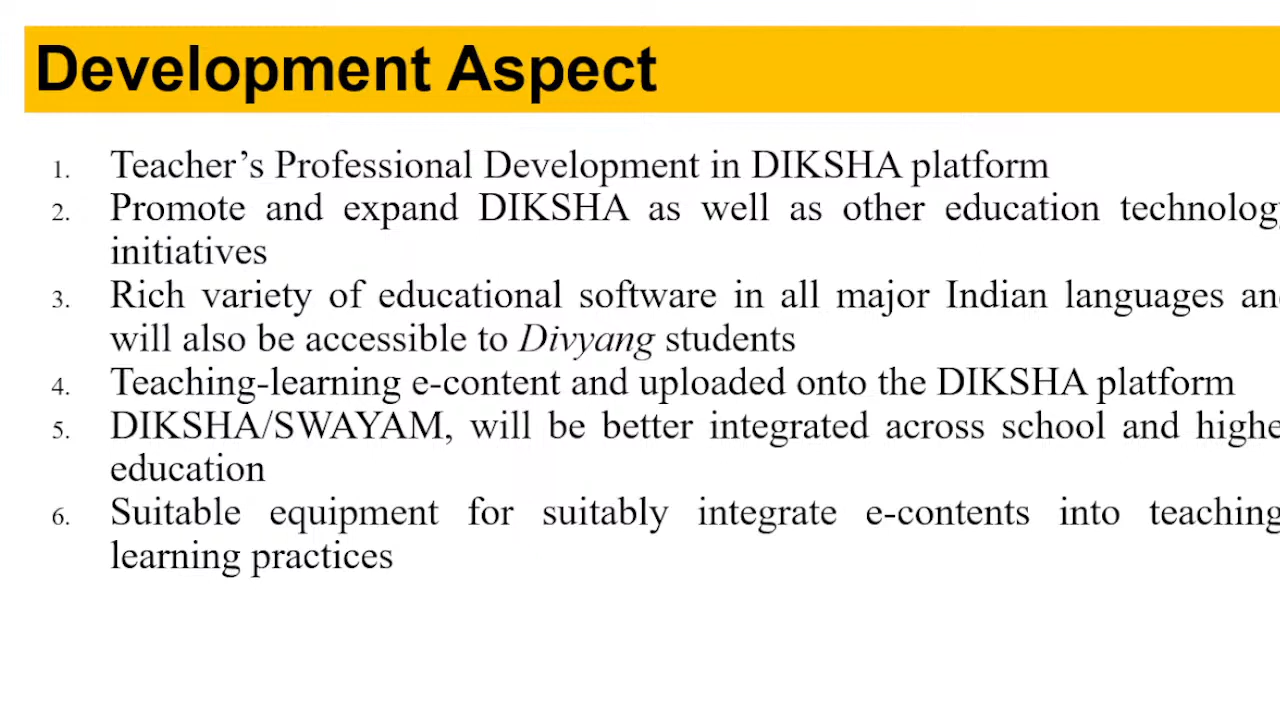 Development Aspect
1. Teacher’s Professional Development in DIKSHA platform
2. Promote and expand DIKSHA as well as other education technology
initiatives
3. Rich variety of educational software in all major Indian languages and
will also be accessible to Divyang students
4. Teaching-learning e-content and uploaded onto the DIKSHA platform
5. DIKSHA/SWAYAM, will be better integrated across school and highe
education
6. Suitable equipment for suitably integrate e-contents into teaching
learning practices